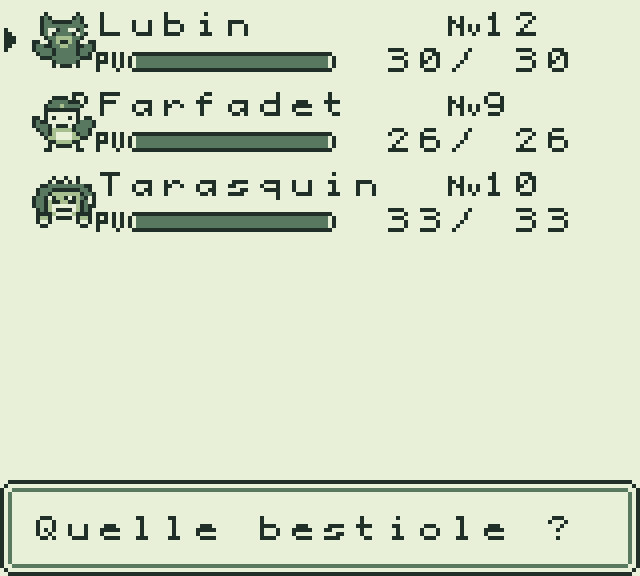 Lubin Nv12
PV 30/ 30
Farfadet Nv9
PV 26/ 26
Tarasquin Nv10
PV 33/ 33
Quelle bestiole ?